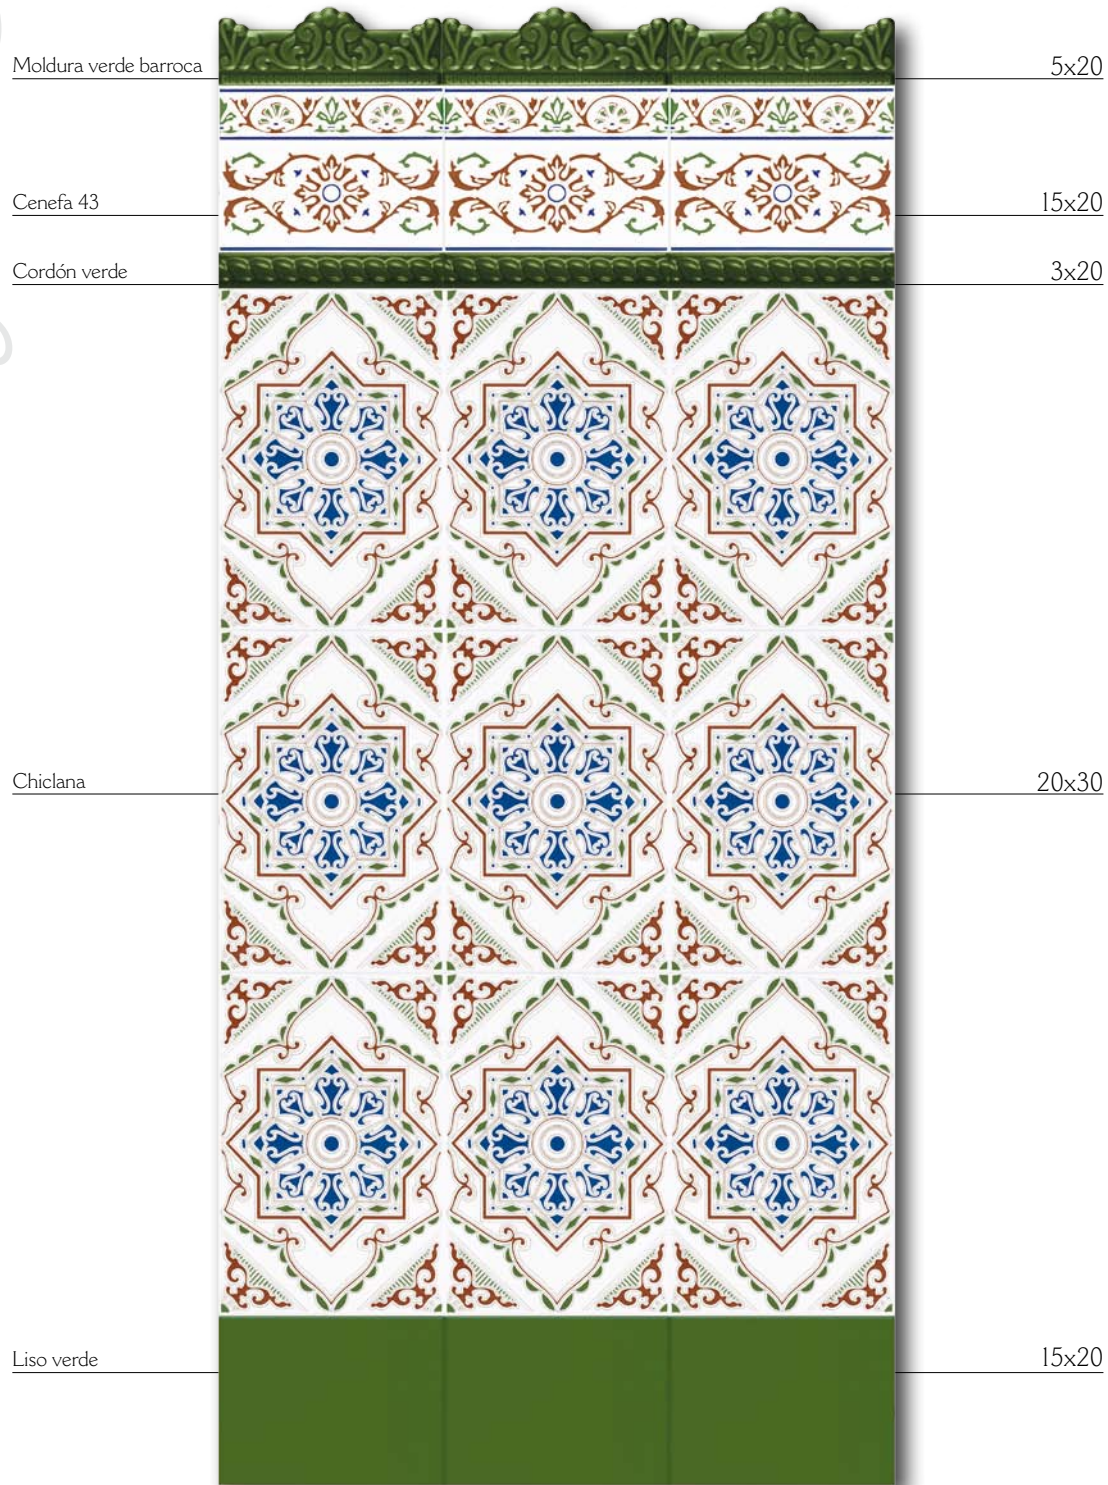 Moldura verde barroca 5x20
Cenefa 43 15x20
Cordón verde 3x20
Chiclana 20x30
Liso verde 15x20